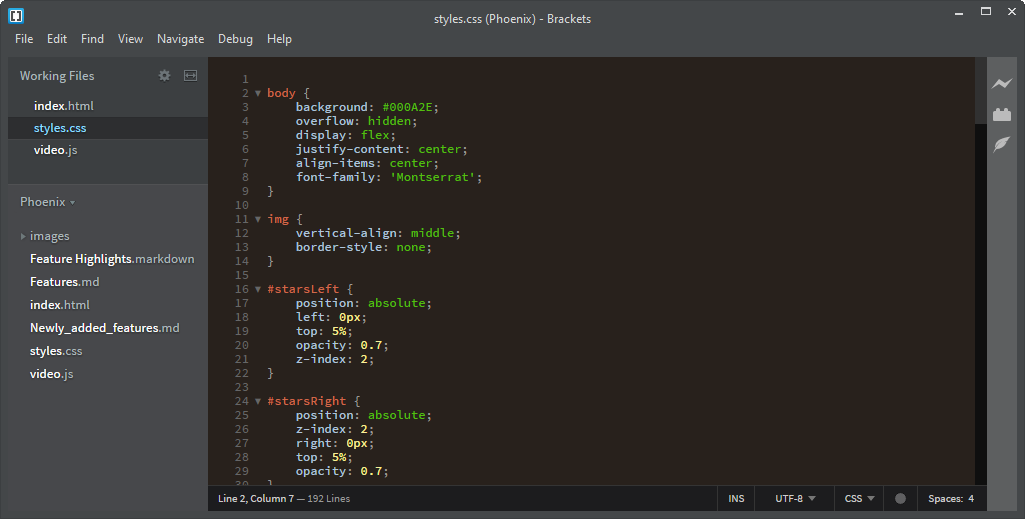 styles.css (Phoenix) - Brackets
File Edit Find View Navigate Debug Help
Working Files
index.html
styles.css
video.js
Phoenix
images
Feature Highlights.markdown
Features.md
index.html
Newly_added_features.md
styles.css
video.js
1
2 body {
3 background: #000A2E;
4 overflow: hidden;
5 display: flex;
6 justify-content: center;
7 align-items: center;
8 font-family: 'Montserrat';
9 }
10
11 img {
12 vertical-align: middle;
13 border-style: none;
14 }
15
16 #starsLeft {
17 position: absolute;
18 left: 0px;
19 top: 5%;
20 opacity: 0.7;
21 z-index: 2;
22 }
23
24 #starsRight {
25 position: absolute;
26 z-index: 2;
27 right: 0px;
28 top: 5%;
29 opacity: 0.7;
30 }
Line 2, Column 7 — 192 Lines INS UTF-8 CSS Spaces: 4